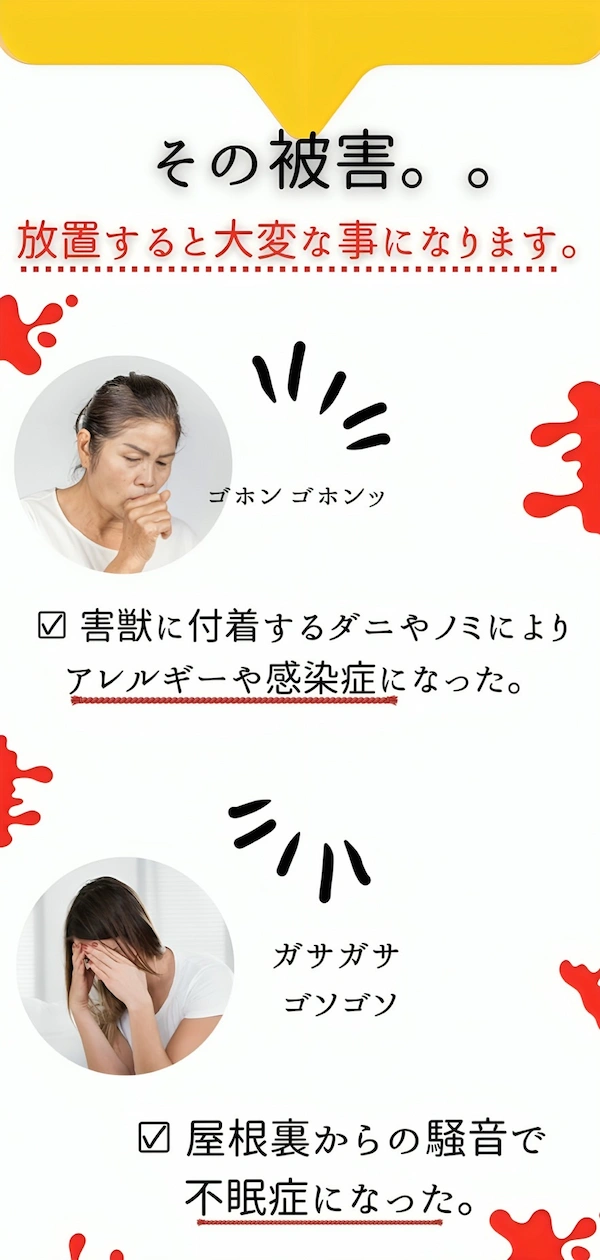 その被害。。
放置すると大変な事になります。
ゴホン ゴホンッ
☑ 害獣に付着するダニやノミにより
アレルギーや感染症になった。
ガサガサ
ゴソゴソ
☑ 屋根裏からの騒音で
不眠症になった。